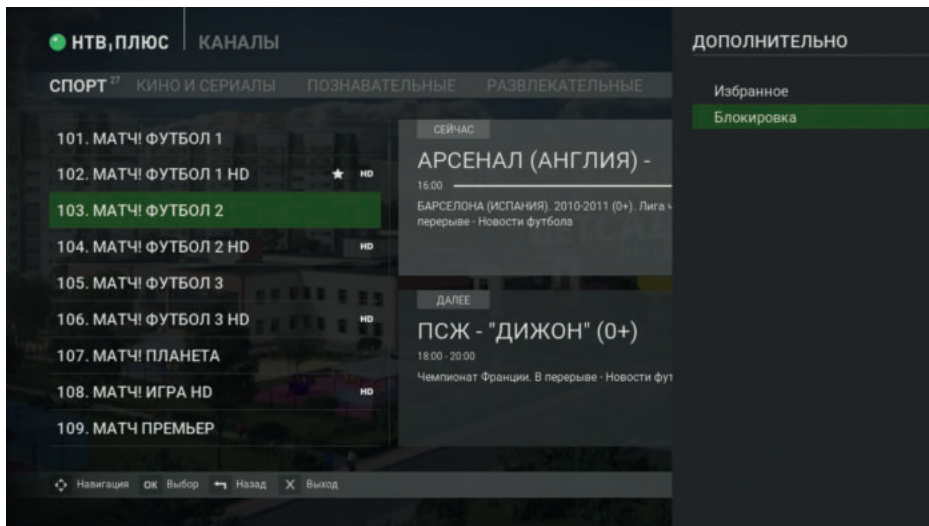 НТВ ПЛЮС КАНАЛЫ
СПОРТ 27 КИНО И СЕРИАЛЫ ПОЗНАВАТЕЛЬНЫЕ РАЗВЛЕКАТЕЛЬНЫЕ
101. МАТЧ! ФУТБОЛ 1
102. МАТЧ! ФУТБОЛ 1 HD ★ HD
103. МАТЧ! ФУТБОЛ 2
104. МАТЧ! ФУТБОЛ 2 HD HD
105. МАТЧ! ФУТБОЛ 3
106. МАТЧ! ФУТБОЛ 3 HD HD
107. МАТЧ! ПЛАНЕТА
108. МАТЧ! ИГРА HD HD
109. МАТЧ ПРЕМЬЕР
СЕЙЧАС
АРСЕНАЛ (АНГЛИЯ) -
16:00
БАРСЕЛОНА (ИСПАНИЯ). 2010-2011 (0+). Лига ч
перерыве - Новости футбола
ДАЛЕЕ
ПСЖ - "ДИЖОН" (0+)
18:00 - 20:00
Чемпионат Франции. В перерыве - Новости фут
ДОПОЛНИТЕЛЬНО
Избранное
Блокировка
Навигация OK Выбор Назад X Выход